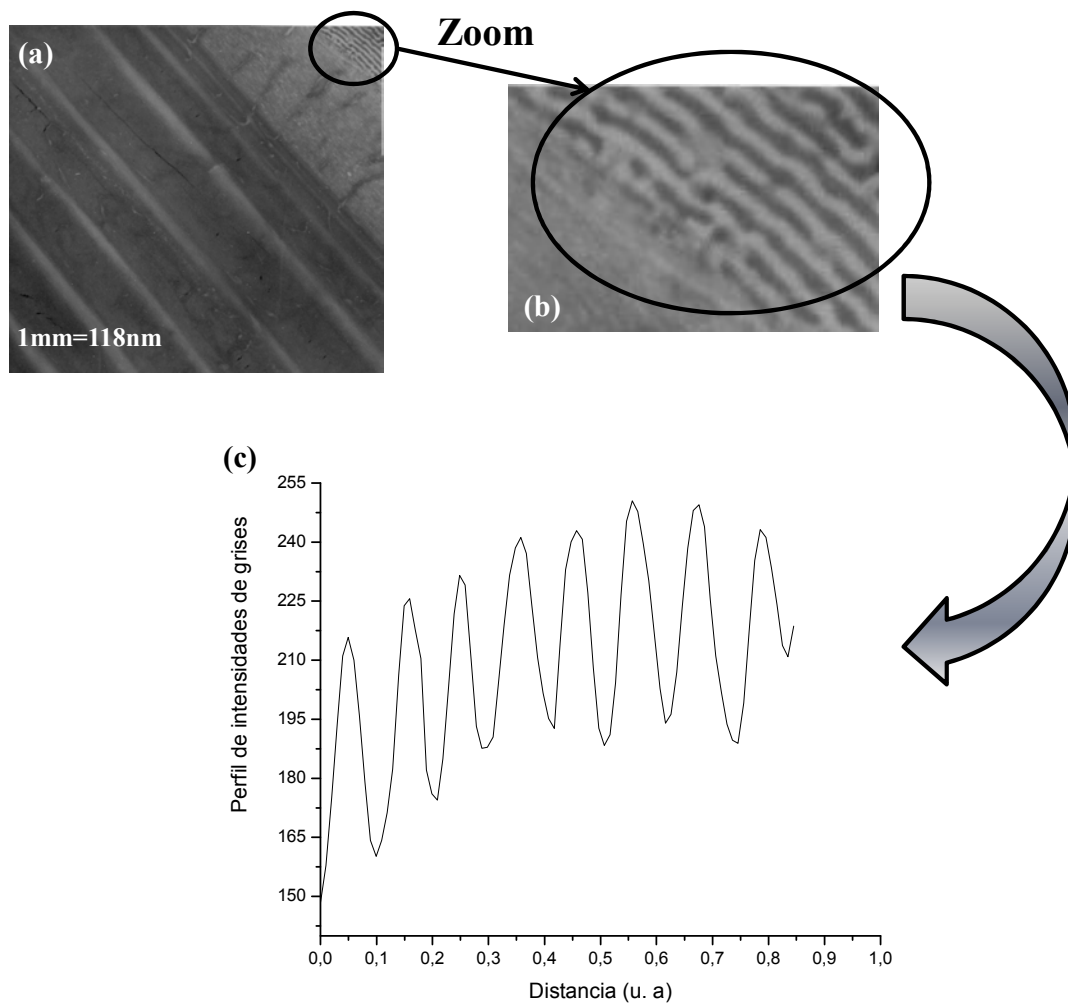 (a)
Zoom
1mm=118nm
(b)
(c)
Perfil de intensidades de grises
255
240
225
210
195
180
165
150
0,0 0,1 0,2 0,3 0,4 0,5 0,6 0,7 0,8 0,9 1,0
Distancia (u. a)